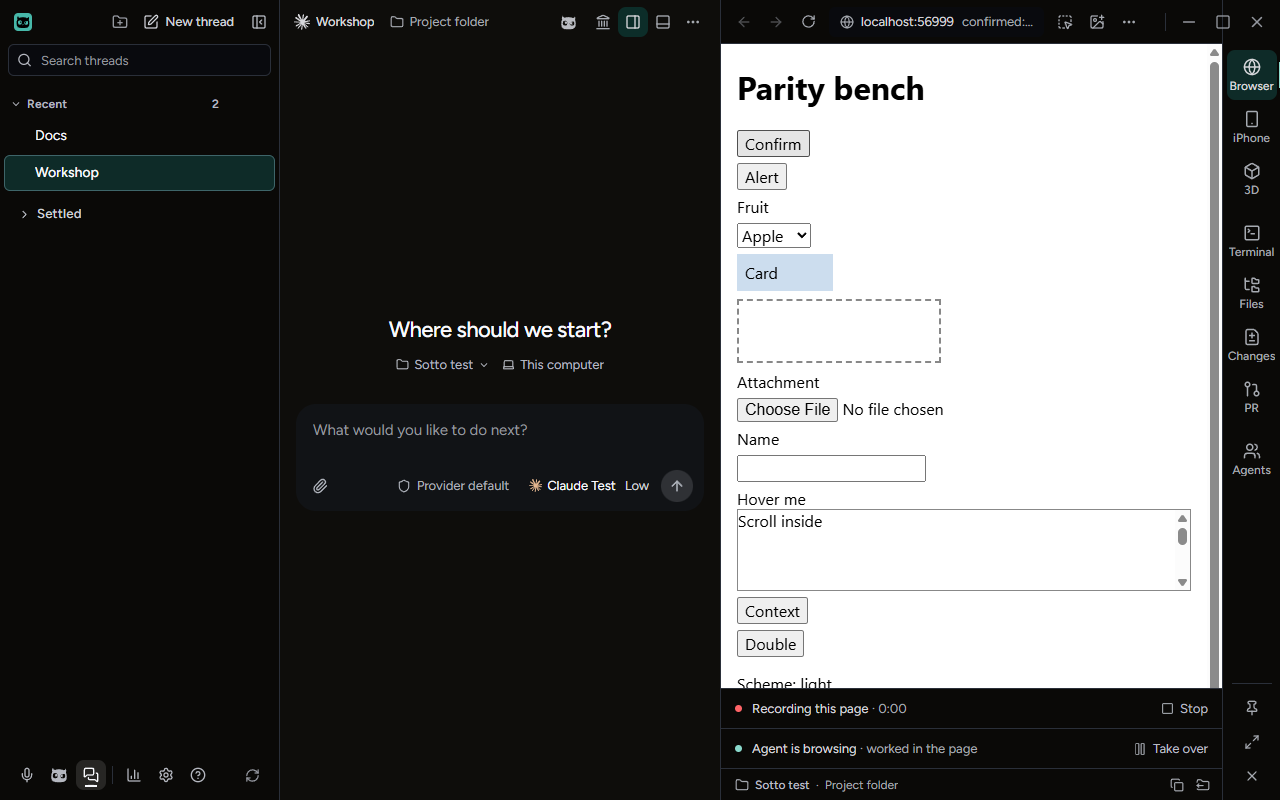 New thread
Search threads
Recent 2
Docs
Workshop
Settled
Workshop Project folder
Where should we start?
Sotto test This computer
What would you like to do next?
Provider default Claude Test Low
localhost:56999 confirmed:...
Parity bench
Confirm
Alert
Fruit
Apple
Card
Attachment
Choose File No file chosen
Name
Hover me
Scroll inside
Context
Double
Scheme: light
Recording this page · 0:00 Stop
Agent is browsing · worked in the page Take over
Sotto test · Project folder
Browser
iPhone
3D
Terminal
Files
Changes
PR
Agents